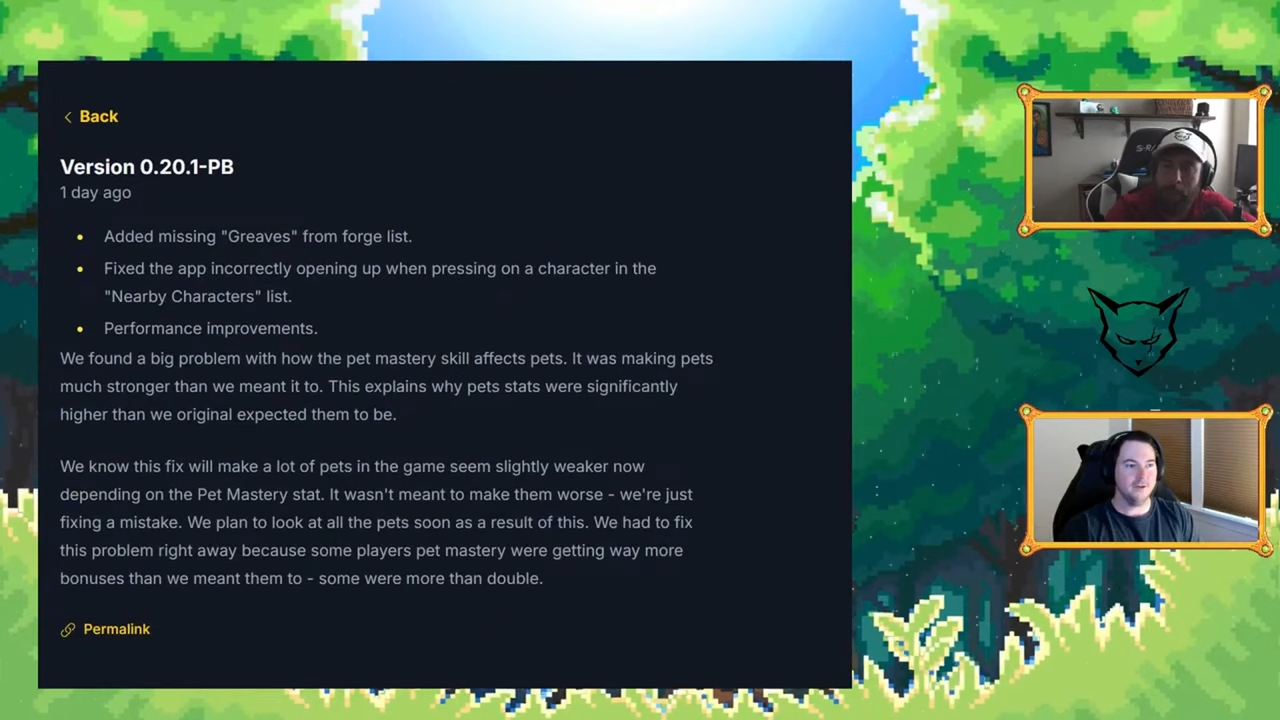 Back
Version 0.20.1-PB
1 day ago
Added missing "Greaves" from forge list.
Fixed the app incorrectly opening up when pressing on a character in the
"Nearby Characters" list.
Performance improvements.
We found a big problem with how the pet mastery skill affects pets. It was making pets
much stronger than we meant it to. This explains why pets stats were significantly
higher than we original expected them to be.
We know this fix will make a lot of pets in the game seem slightly weaker now
depending on the Pet Mastery stat. It wasn't meant to make them worse - we're just
fixing a mistake. We plan to look at all the pets soon as a result of this. We had to fix
this problem right away because some players pet mastery were getting way more
bonuses than we meant them to - some were more than double.
Permalink